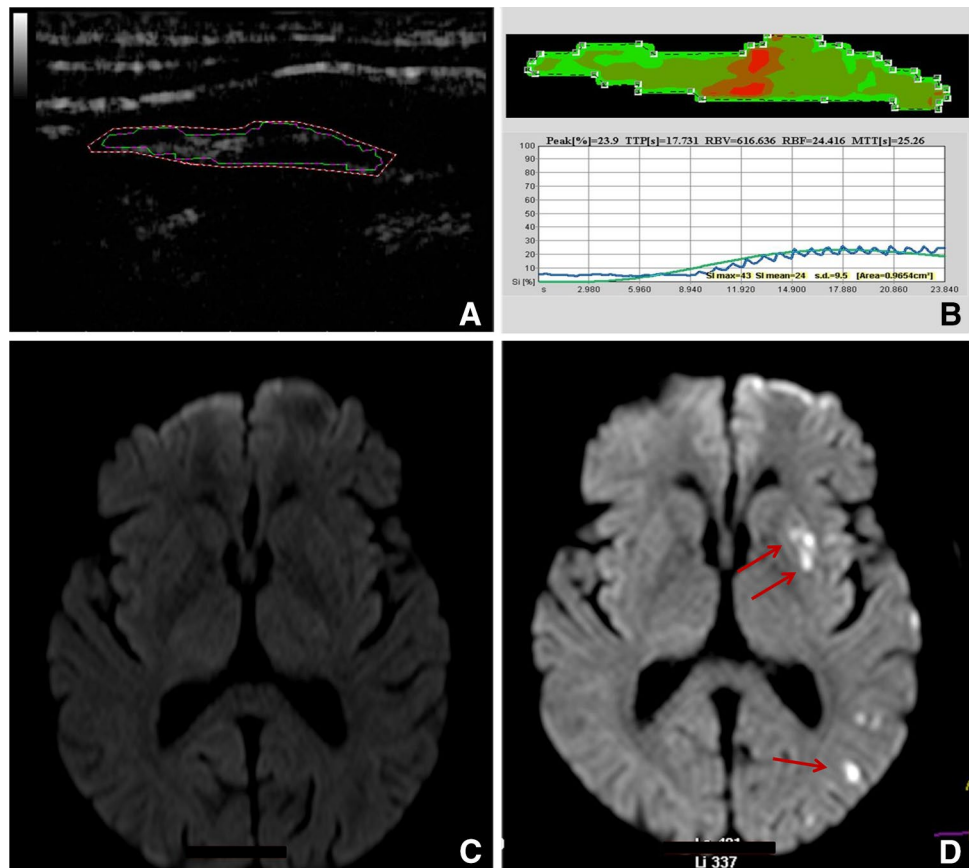 A
B
Peak[%]=23.9 TTP[s]=17.731 RBV=616.636 RBF=24.416 MTT[s]=25.26
100
90
80
70
60
50
40
30
20
10
SI max=43 SI mean=24 s.d.=9.5 [Area=0.9654cm²]
SI [%]
s 2.980 5.960 8.940 11.920 14.900 17.880 20.860 23.840
C
D
Li 337